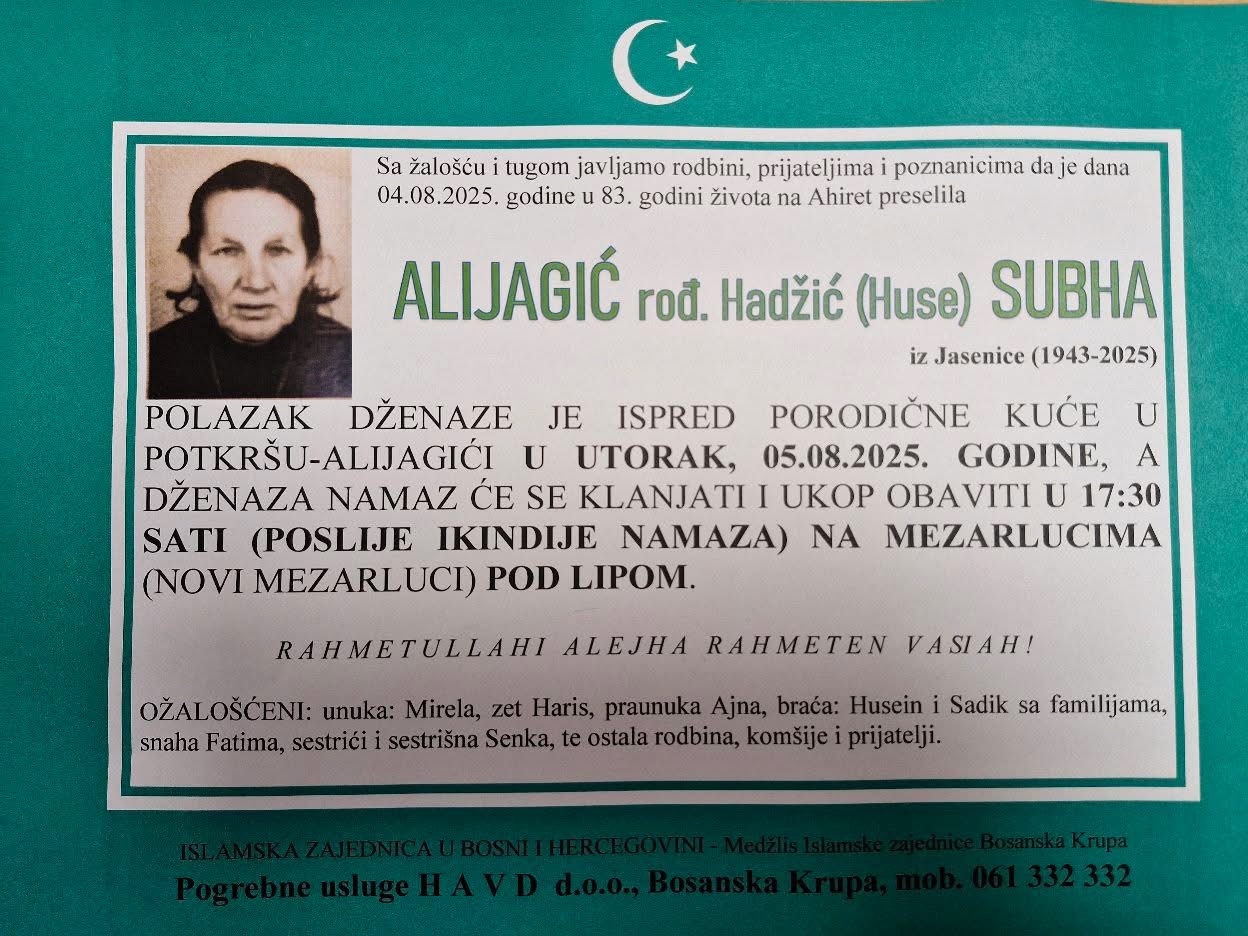 Sa žalošću i tugom javljamo rodbini, prijateljima i poznanicima da je dana
04.08.2025. godine u 83. godini života na Ahiret preselila
ALIJAGIĆ rođ. Hadžić (Huse) SUBHA
iz Jasenice (1943-2025)
POLAZAK DŽENAZE JE ISPRED PORODIČNE KUĆE U
POTKRŠU-ALIJAGIĆI U UTORAK, 05.08.2025. GODINE, A
DŽENAZA NAMAZ ĆE SE KLANJATI I UKOP OBAVITI U 17:30
SATI (POSLIJE IKINDIJE NAMAZA) NA MEZARLUCIMA
(NOVI MEZARLUCI) POD LIPOM.
RAHMETULLAHI ALEJHA RAHMETEN VASIAH!
OŽALOŠĆENI: unuka: Mirela, zet Haris, praunuka Ajna, braća: Husein i Sadik sa familijama,
snaha Fatima, sestrići i sestrišna Senka, te ostala rodbina, komšije i prijatelji.
ISLAMSKA ZAJEDNICA U BOSNI I HERCEGOVINI - Medžlis Islamske zajednice Bosanska Krupa
Pogrebne usluge H A V D d.o.o., Bosanska Krupa, mob. 061 332 332